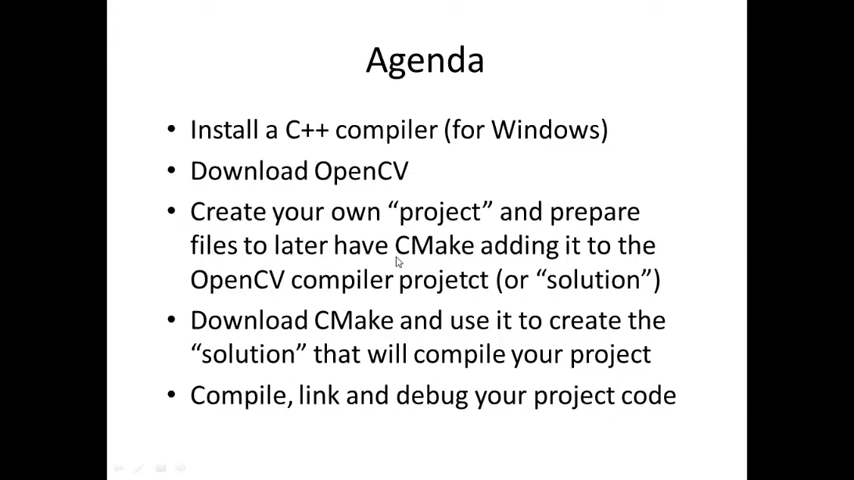 Agenda
• Install a C++ compiler (for Windows)
• Download OpenCV
• Create your own “project” and prepare
files to later have CMake adding it to the
OpenCV compiler projetct (or “solution”)
• Download CMake and use it to create the
“solution” that will compile your project
• Compile, link and debug your project code